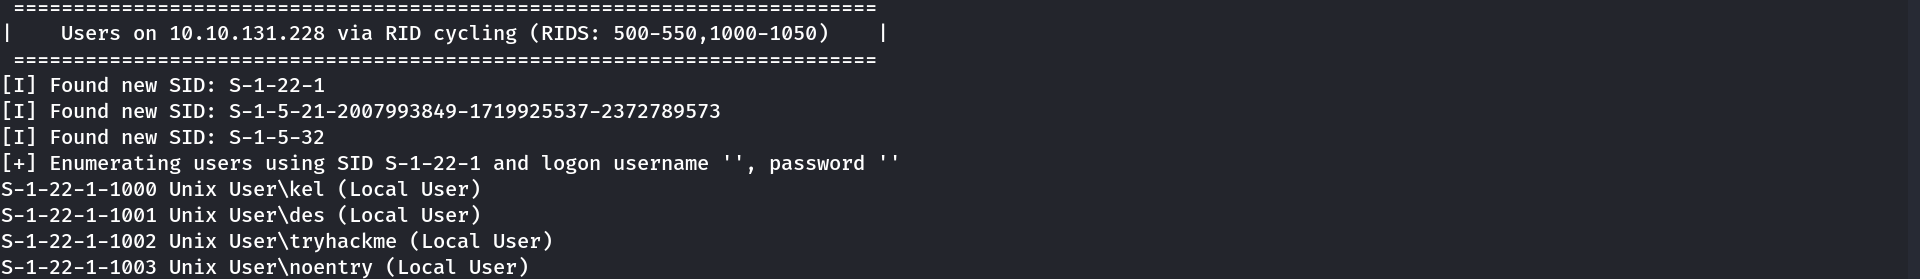 ========================================================================
|    Users on 10.10.131.228 via RID cycling (RIDS: 500-550,1000-1050)    |
========================================================================
[I] Found new SID: S-1-22-1
[I] Found new SID: S-1-5-21-2007993849-1719925537-2372789573
[I] Found new SID: S-1-5-32
[+] Enumerating users using SID S-1-22-1 and logon username '', password ''
S-1-22-1-1000 Unix User\kel (Local User)
S-1-22-1-1001 Unix User\des (Local User)
S-1-22-1-1002 Unix User\tryhackme (Local User)
S-1-22-1-1003 Unix User\noentry (Local User)